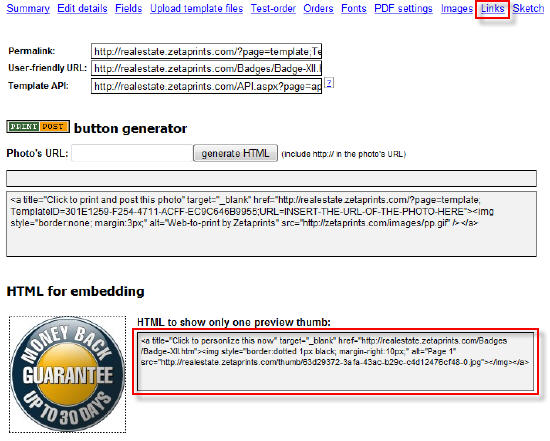 Summary Edit details Fields Upload template files Test-order Orders Fonts PDF settings Images Links Sketch
Permalink: http://realestate.zetaprints.com/?page=template;Te
User-friendly URL: http://realestate.zetaprints.com/Badges/Badge-XII.h
Template API: http://realestate.zetaprints.com/API.aspx?page=ap ?
PRINT POST button generator
Photo's URL: generate HTML (include http:// in the photo's URL)
<a title="Click to print and post this photo" target="_blank" href="http://realestate.zetaprints.com/?page=template;
TemplateID=301E1259-F254-4711-ACFF-EC9C646B9955;URL=INSERT-THE-URL-OF-THE-PHOTO-HERE"><img
style="border:none; margin:3px;" alt="Web-to-print by Zetaprints" src="http://zetaprints.com/images/pp.gif" /></a>
HTML for embedding
HTML to show only one preview thumb:
<a title="Click to personlize this now" target="_blank" href="http://realestate.zetaprints.com/Badges
/Badge-XII.htm"><img style="border:dotted 1px black; margin-right:10px;" alt="Page 1"
src="http://realestate.zetaprints.com/thumb/63d29372-3afa-43ac-b29c-c4d12476cf48-0.jpg"></img></a>
MONEY BACK
GUARANTEE
UP TO 30 DAYS